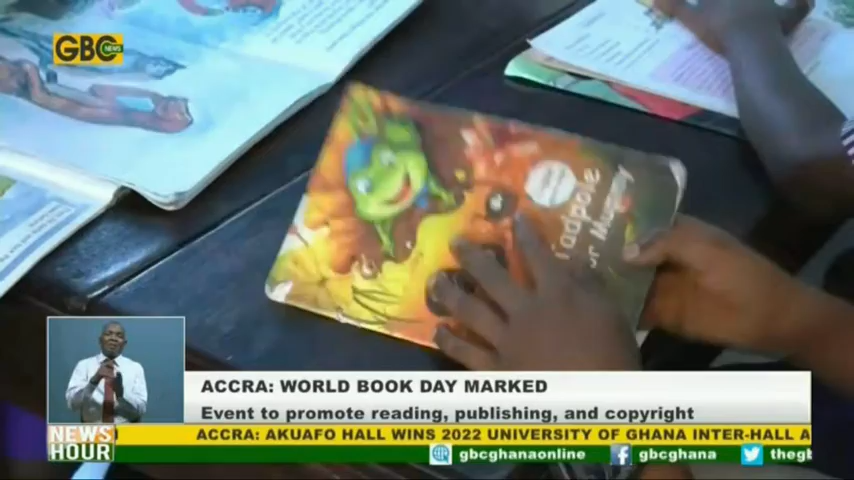 GBC NEWS
Tadpole
Mummy
ACCRA: WORLD BOOK DAY MARKED
Event to promote reading, publishing, and copyright
NEWS HOUR
ACCRA: AKUAFO HALL WINS 2022 UNIVERSITY OF GHANA INTER-HALL A
gbcghanaonline
gbcghana
thegb